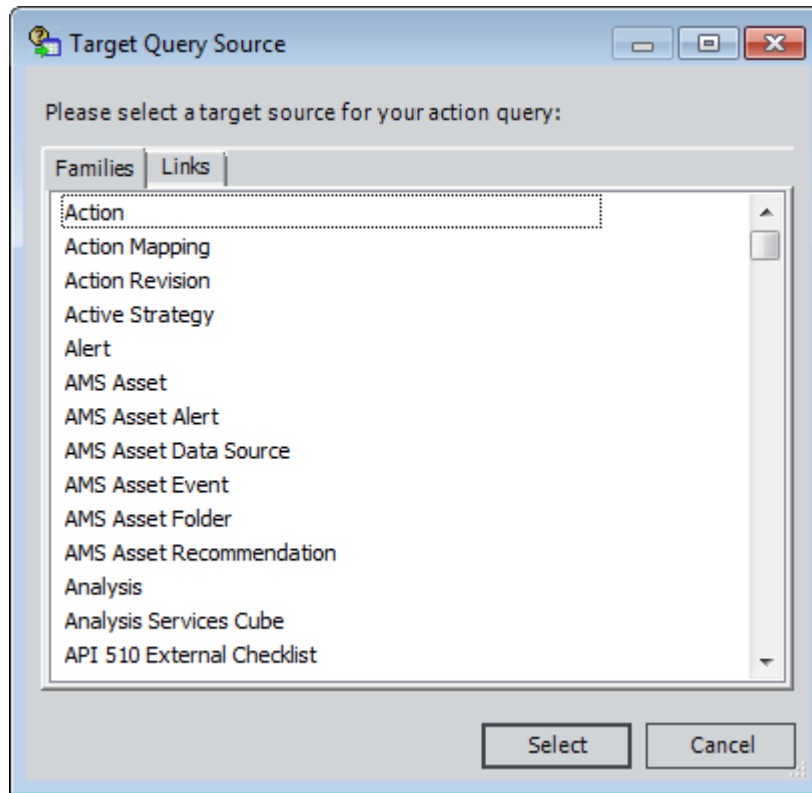 Target Query Source
Please select a target source for your action query:
Families Links
Action
Action Mapping
Action Revision
Active Strategy
Alert
AMS Asset
AMS Asset Alert
AMS Asset Data Source
AMS Asset Event
AMS Asset Folder
AMS Asset Recommendation
Analysis
Analysis Services Cube
API 510 External Checklist
Select Cancel